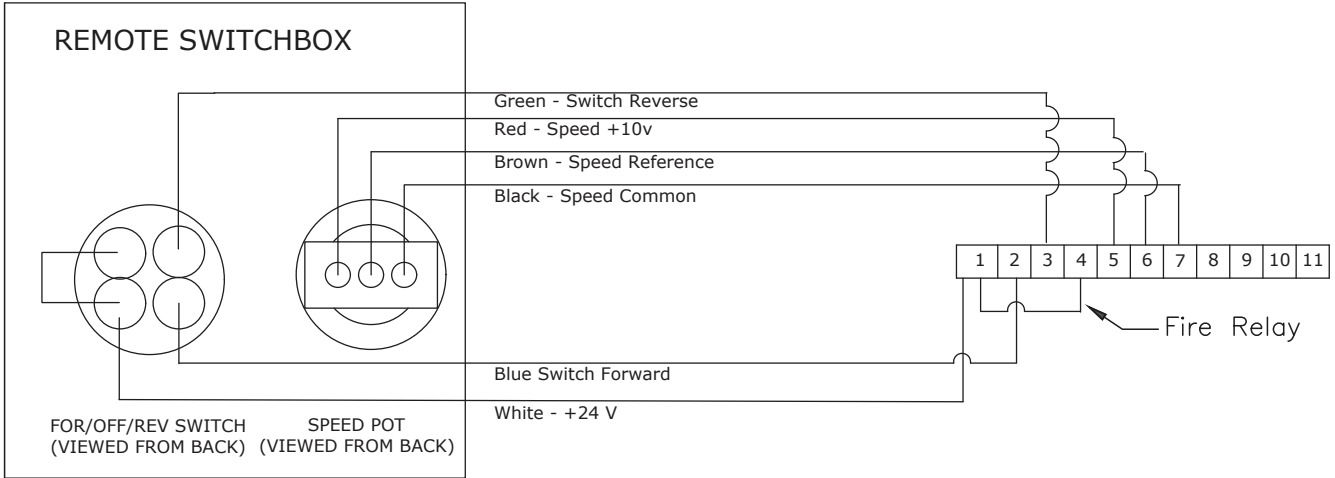 REMOTE SWITCHBOX
Green - Switch Reverse
Red - Speed +10v
Brown - Speed Reference
Black - Speed Common
1 2 3 4 5 6 7 8 9 10 11
Fire Relay
Blue Switch Forward
White - +24 V
FOR/OFF/REV SWITCH
(VIEWED FROM BACK)
SPEED POT
(VIEWED FROM BACK)